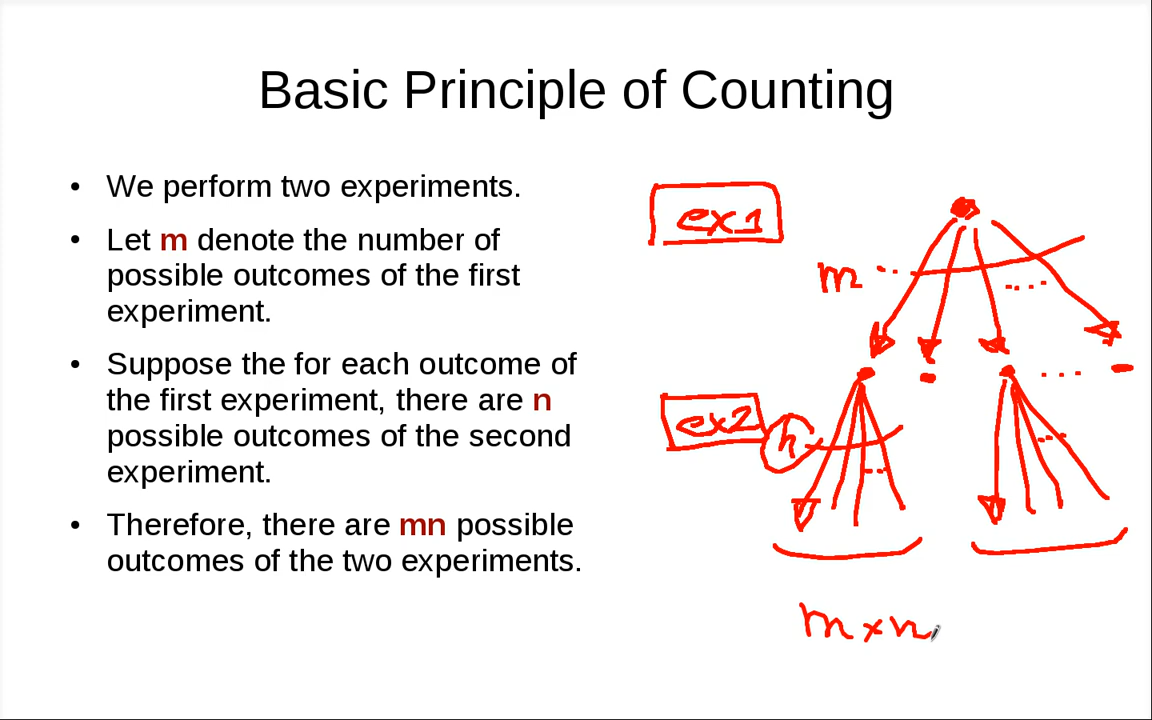 Basic Principle of Counting
• We perform two experiments.
• Let m denote the number of
possible outcomes of the first
experiment.
• Suppose the for each outcome of
the first experiment, there are n
possible outcomes of the second
experiment.
• Therefore, there are mn possible
outcomes of the two experiments.
ex1
m
ex2
n
m × n